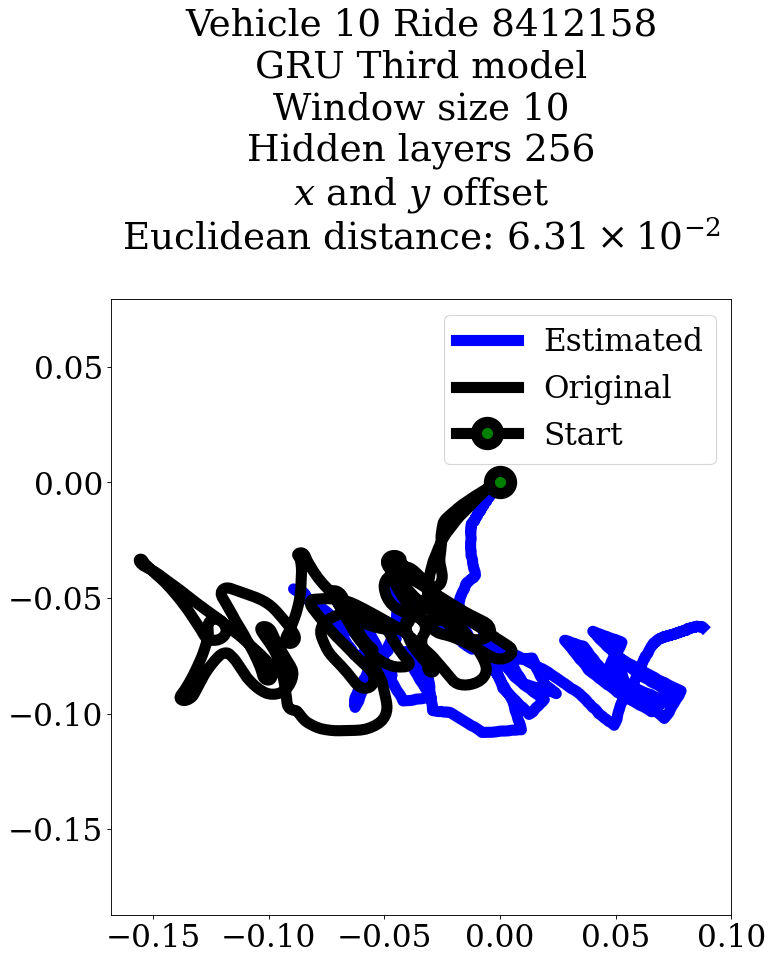 Vehicle 10 Ride 8412158
GRU Third model
Window size 10
Hidden layers 256
x and y offset
Euclidean distance: 6.31 × 10⁻²
Estimated
Original
Start
0.05
0.00
−0.05
−0.10
−0.15
−0.15 −0.10 −0.05 0.00 0.05 0.10